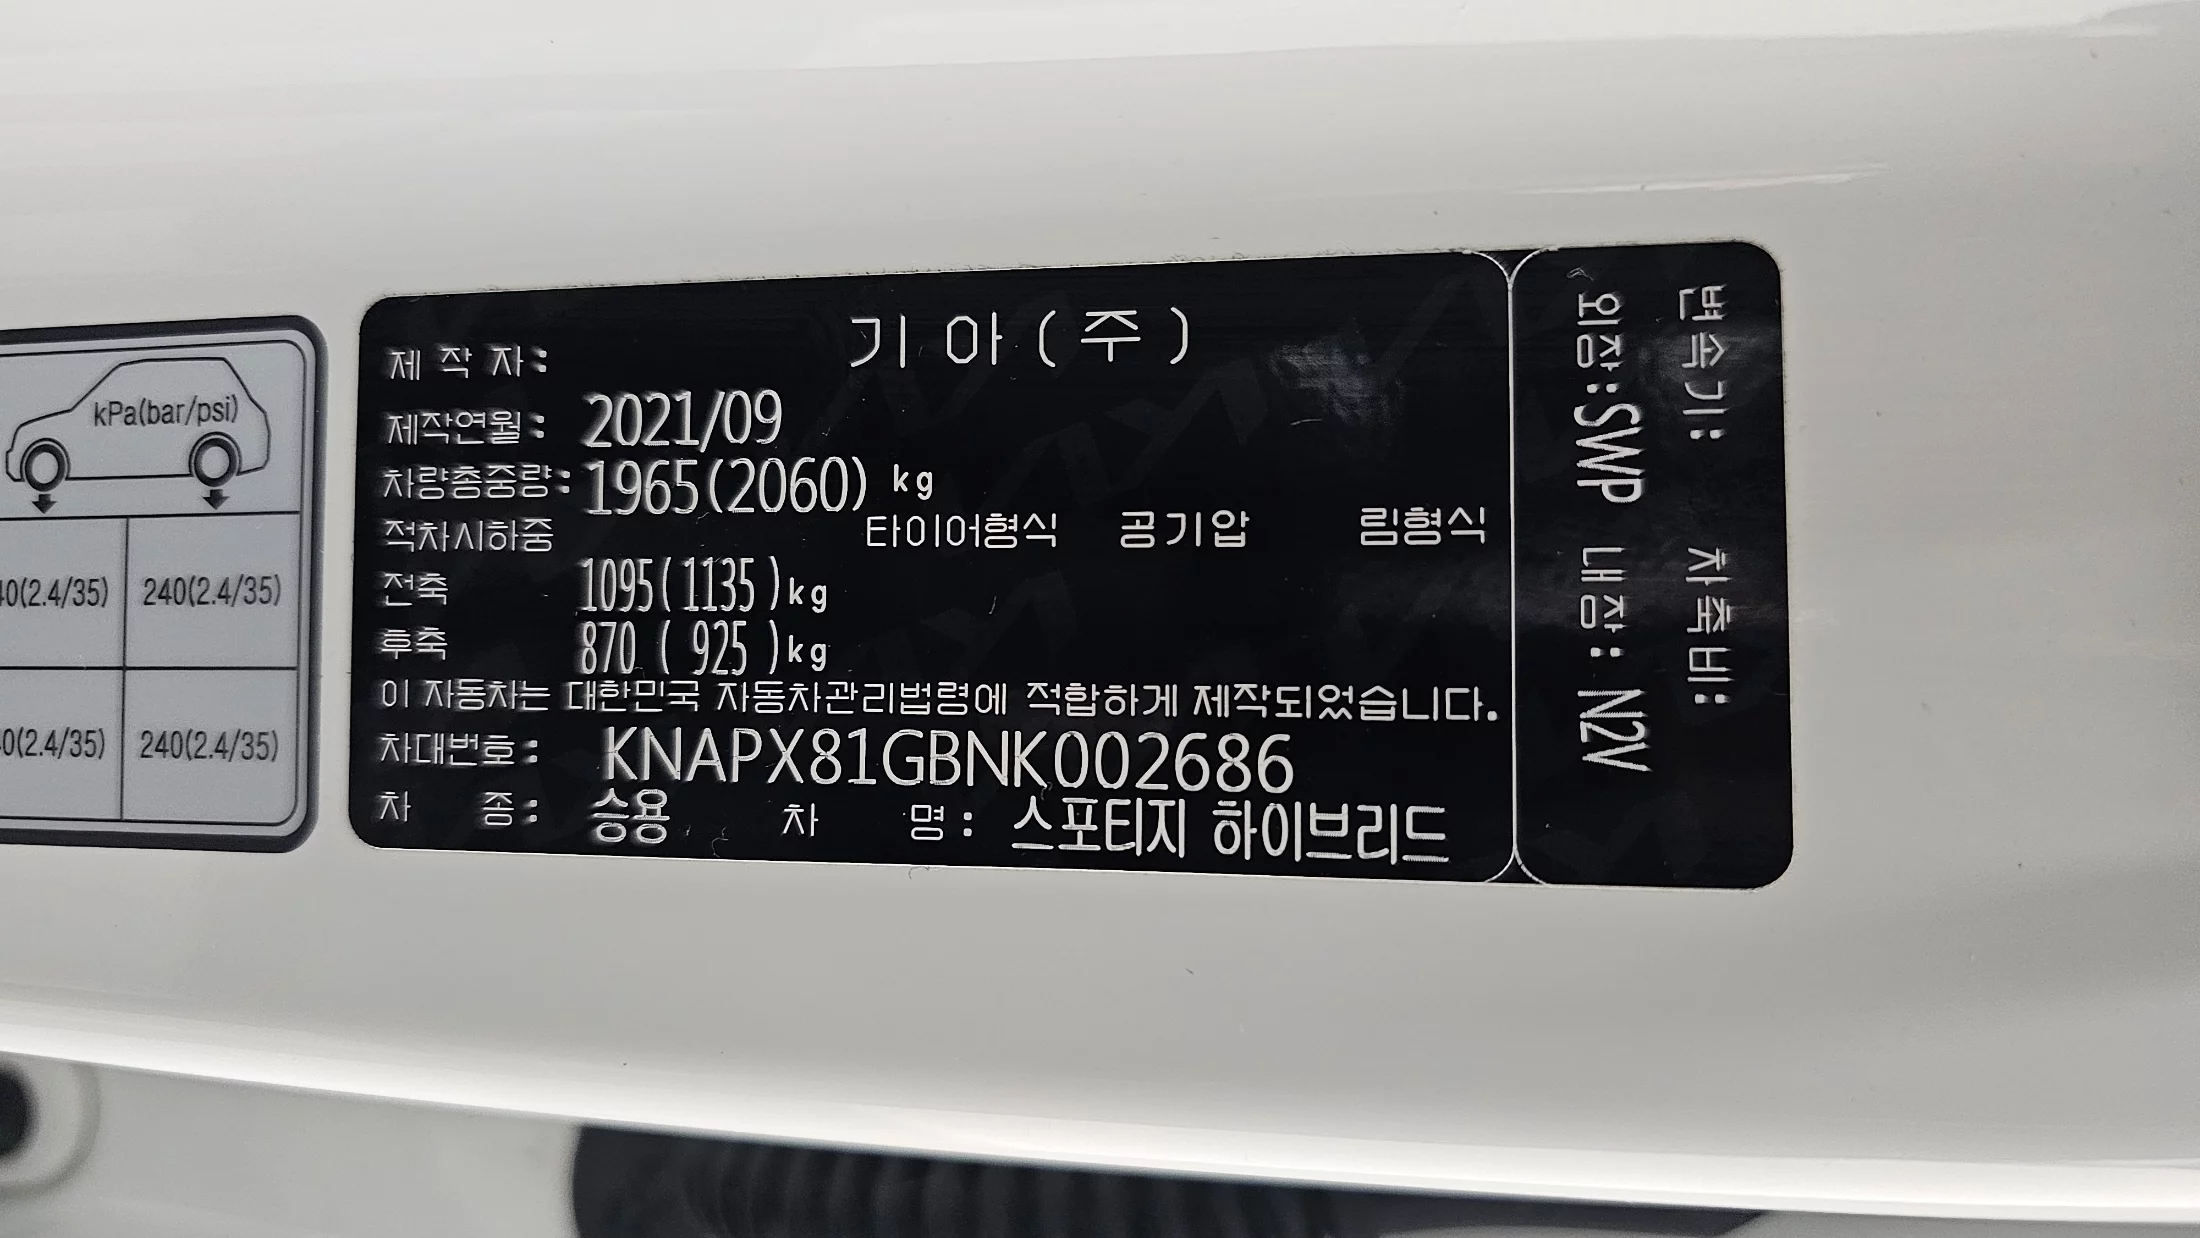 kPa(bar/psi)
40(2.4/35) 240(2.4/35)
0(2.4/35) 240(2.4/35)
제 작 자: 기 아 ( 주 )
제작연월: 2021/09
차량총중량: 1965(2060) kg
적차시하중 타이어형식 공기압 림형식
전축 1095(1135 )kg
후축 870 ( 925 )kg
이 자동차는 대한민국 자동차관리법령에 적합하게 제작되었습니다.
차대번호: KNAPX81GBNK002686
차 종: 승용 차 명: 스포티지 하이브리드
변속기: 차축비:
외장:SWP 내장: N2V